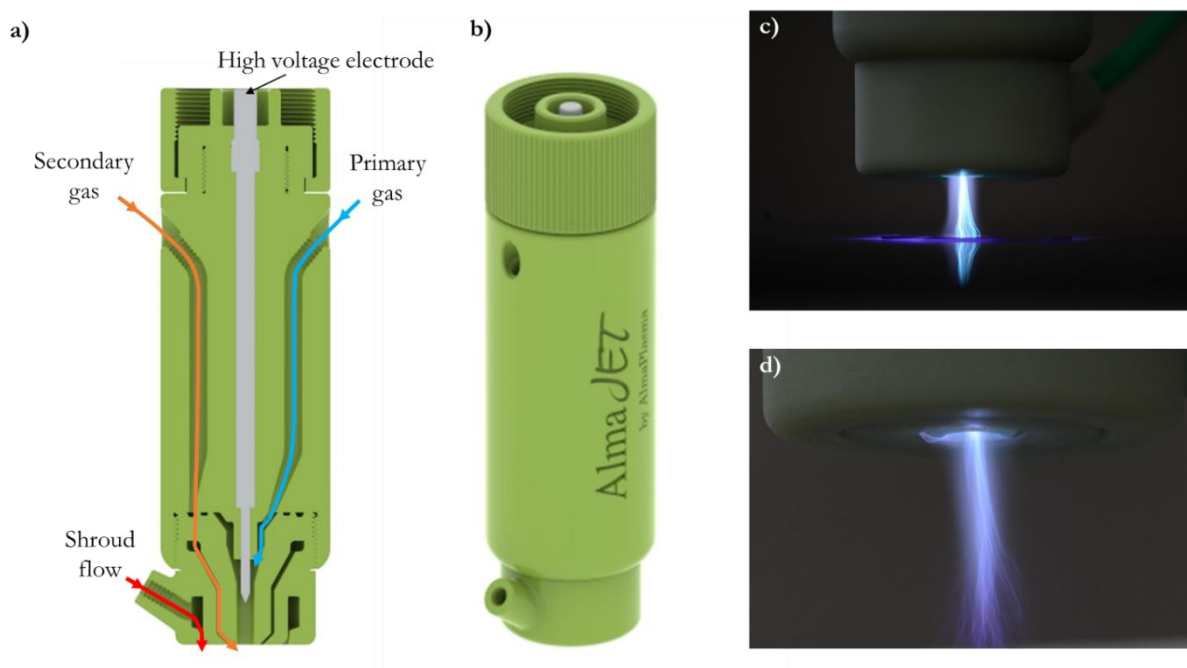 a)
High voltage electrode
Secondary
gas
Primary
gas
Shroud
flow
b)
AlmaJET
by AlmaPlasma
c)
d)